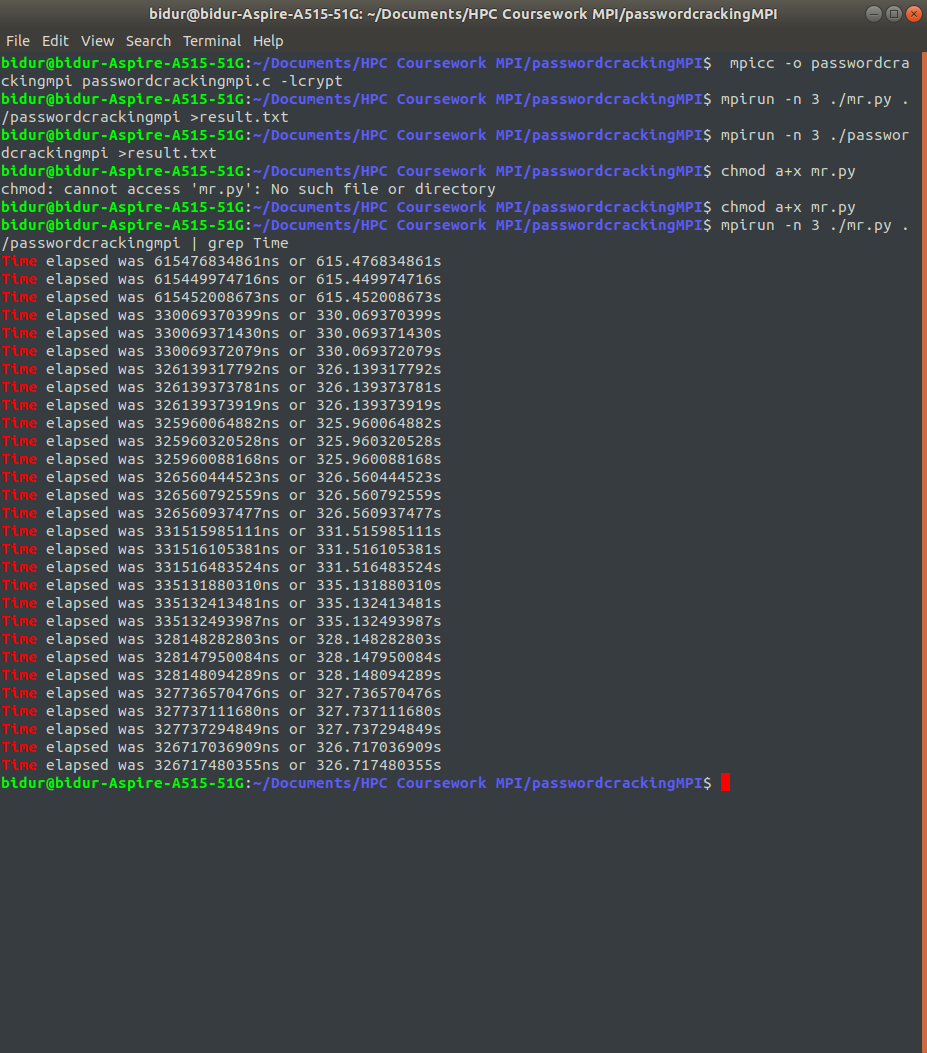 bidur@bidur-Aspire-A515-51G: ~/Documents/HPC Coursework MPI/passwordcrackingMPI
File Edit View Search Terminal Help
bidur@bidur-Aspire-A515-51G:~/Documents/HPC Coursework MPI/passwordcrackingMPI$  mpicc -o passwordcra
ckingmpi passwordcrackingmpi.c -lcrypt
bidur@bidur-Aspire-A515-51G:~/Documents/HPC Coursework MPI/passwordcrackingMPI$ mpirun -n 3 ./mr.py .
/passwordcrackingmpi >result.txt
bidur@bidur-Aspire-A515-51G:~/Documents/HPC Coursework MPI/passwordcrackingMPI$ mpirun -n 3 ./passwor
dcrackingmpi >result.txt
bidur@bidur-Aspire-A515-51G:~/Documents/HPC Coursework MPI/passwordcrackingMPI$ chmod a+x mr.py
chmod: cannot access 'mr.py': No such file or directory
bidur@bidur-Aspire-A515-51G:~/Documents/HPC Coursework MPI/passwordcrackingMPI$ chmod a+x mr.py
bidur@bidur-Aspire-A515-51G:~/Documents/HPC Coursework MPI/passwordcrackingMPI$ mpirun -n 3 ./mr.py .
/passwordcrackingmpi | grep Time
Time elapsed was 615476834861ns or 615.476834861s
Time elapsed was 615449974716ns or 615.449974716s
Time elapsed was 615452008673ns or 615.452008673s
Time elapsed was 330069370399ns or 330.069370399s
Time elapsed was 330069371430ns or 330.069371430s
Time elapsed was 330069372079ns or 330.069372079s
Time elapsed was 326139317792ns or 326.139317792s
Time elapsed was 326139373781ns or 326.139373781s
Time elapsed was 326139373919ns or 326.139373919s
Time elapsed was 325960064882ns or 325.960064882s
Time elapsed was 325960320528ns or 325.960320528s
Time elapsed was 325960088168ns or 325.960088168s
Time elapsed was 326560444523ns or 326.560444523s
Time elapsed was 326560792559ns or 326.560792559s
Time elapsed was 326560937477ns or 326.560937477s
Time elapsed was 331515985111ns or 331.515985111s
Time elapsed was 331516105381ns or 331.516105381s
Time elapsed was 331516483524ns or 331.516483524s
Time elapsed was 335131880310ns or 335.131880310s
Time elapsed was 335132413481ns or 335.132413481s
Time elapsed was 335132493987ns or 335.132493987s
Time elapsed was 328148282803ns or 328.148282803s
Time elapsed was 328147950084ns or 328.147950084s
Time elapsed was 328148094289ns or 328.148094289s
Time elapsed was 327736570476ns or 327.736570476s
Time elapsed was 327737111680ns or 327.737111680s
Time elapsed was 327737294849ns or 327.737294849s
Time elapsed was 326717036909ns or 326.717036909s
Time elapsed was 326717480355ns or 326.717480355s
bidur@bidur-Aspire-A515-51G:~/Documents/HPC Coursework MPI/passwordcrackingMPI$